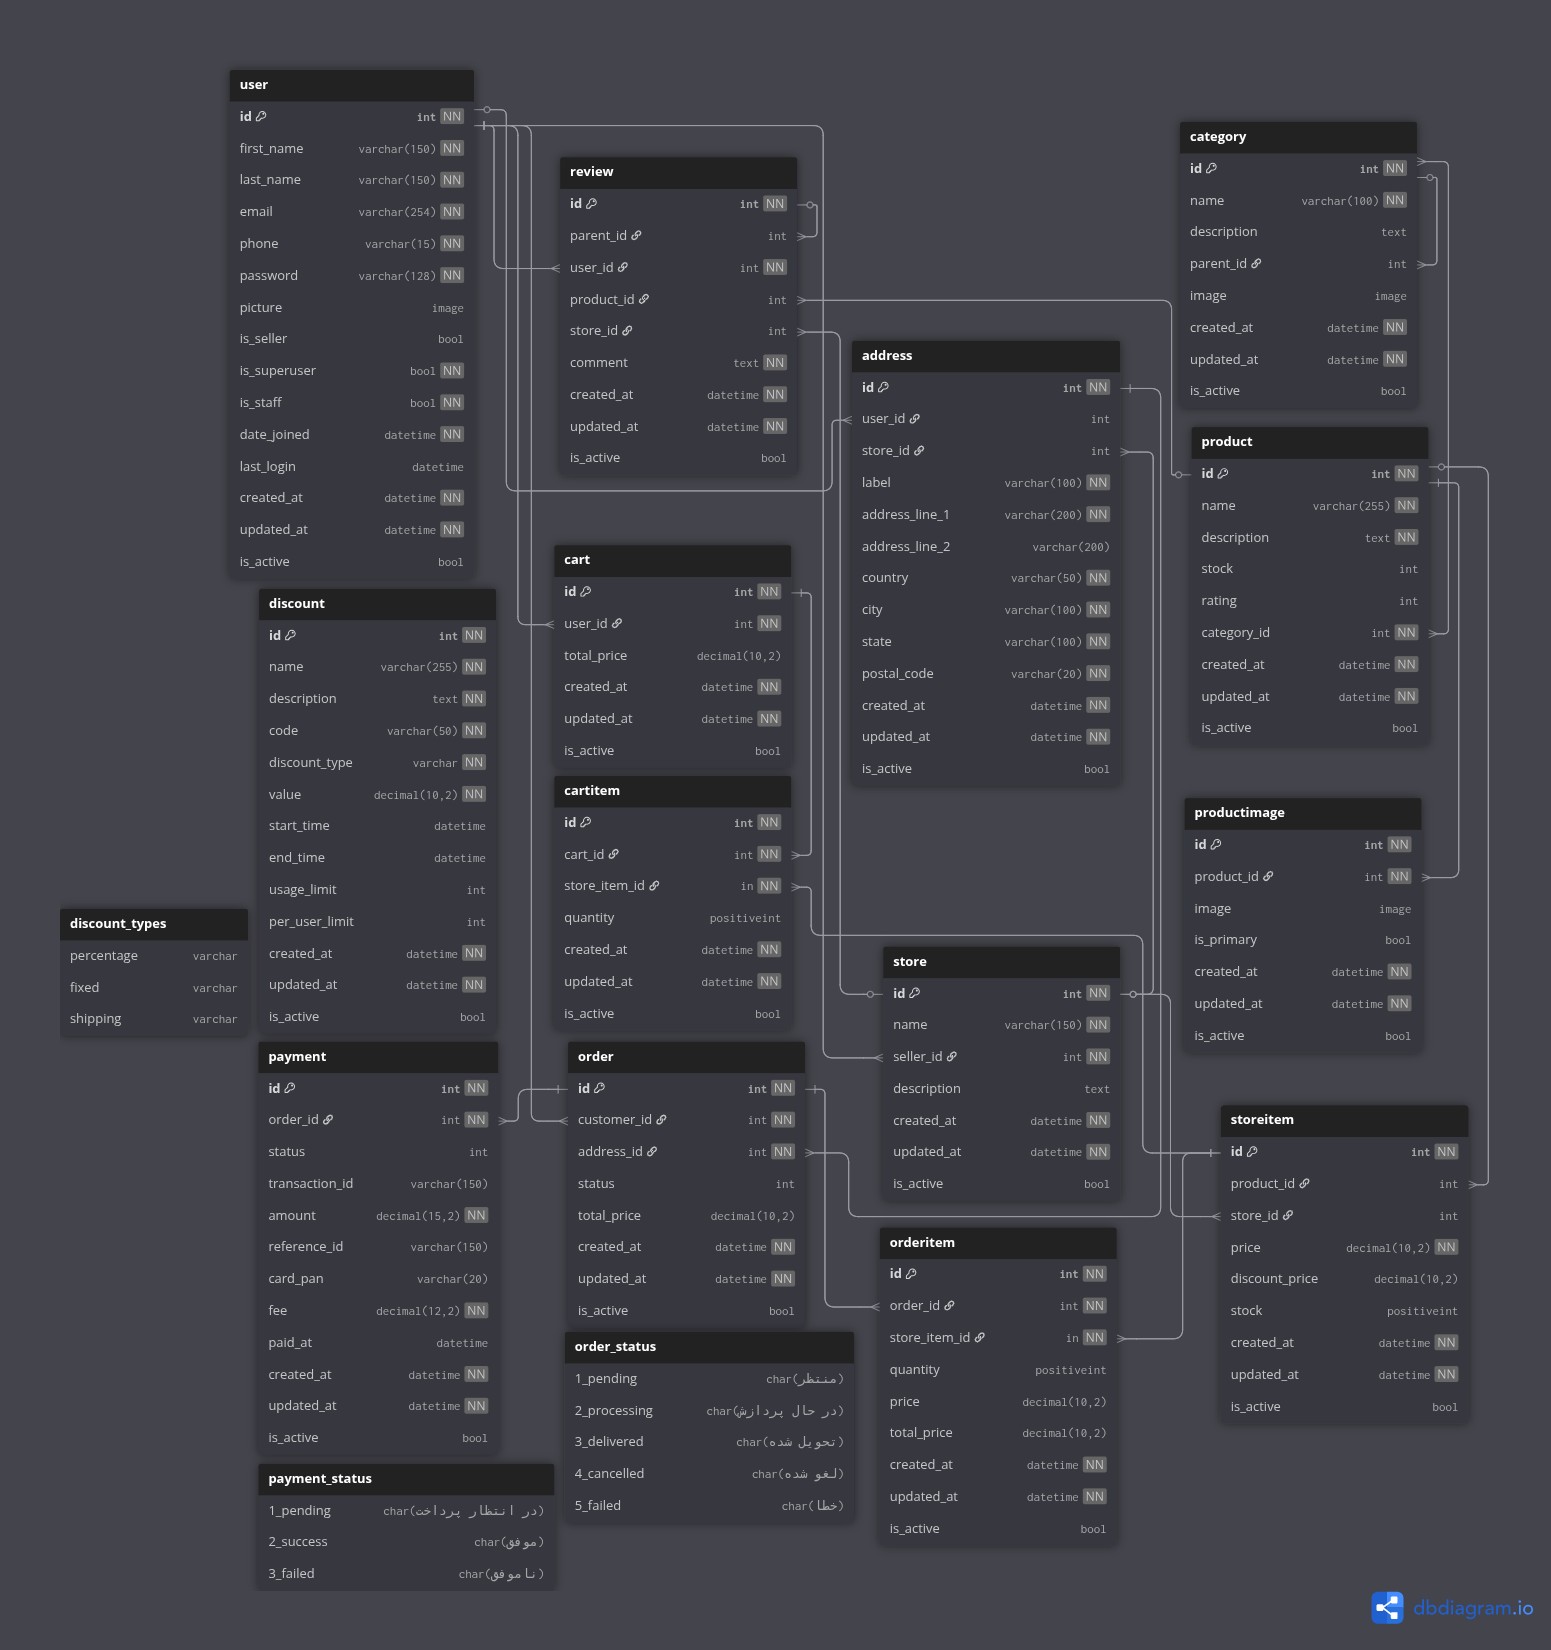 user
id int NN
first_name varchar(150) NN
last_name varchar(150) NN
email varchar(254) NN
phone varchar(15) NN
password varchar(128) NN
picture image
is_seller bool
is_superuser bool NN
is_staff bool NN
date_joined datetime NN
last_login datetime
created_at datetime NN
updated_at datetime NN
is_active bool
review
id int NN
parent_id int
user_id int NN
product_id int
store_id int
comment text NN
created_at datetime NN
updated_at datetime NN
is_active bool
category
id int NN
name varchar(100) NN
description text
parent_id int
image image
created_at datetime NN
updated_at datetime NN
is_active bool
address
id int NN
user_id int
store_id int
label varchar(100) NN
address_line_1 varchar(200) NN
address_line_2 varchar(200)
country varchar(50) NN
city varchar(100) NN
state varchar(100) NN
postal_code varchar(20) NN
created_at datetime NN
updated_at datetime NN
is_active bool
product
id int NN
name varchar(255) NN
description text NN
stock int
rating int
category_id int NN
created_at datetime NN
updated_at datetime NN
is_active bool
discount
id int NN
name varchar(255) NN
description text NN
code varchar(50) NN
discount_type varchar NN
value decimal(10,2) NN
start_time datetime
end_time datetime
usage_limit int
per_user_limit int
created_at datetime NN
updated_at datetime NN
is_active bool
cart
id int NN
user_id int NN
total_price decimal(10,2)
created_at datetime NN
updated_at datetime NN
is_active bool
cartitem
id int NN
cart_id int NN
store_item_id in NN
quantity positiveint
created_at datetime NN
updated_at datetime NN
is_active bool
productimage
id int NN
product_id int NN
image image
is_primary bool
created_at datetime NN
updated_at datetime NN
is_active bool
discount_types
percentage varchar
fixed varchar
shipping varchar
store
id int NN
name varchar(150) NN
seller_id int NN
description text
created_at datetime NN
updated_at datetime NN
is_active bool
payment
id int NN
order_id int NN
status int
transaction_id varchar(150)
amount decimal(15,2) NN
reference_id varchar(150)
card_pan varchar(20)
fee decimal(12,2) NN
paid_at datetime
created_at datetime NN
updated_at datetime NN
is_active bool
order
id int NN
customer_id int NN
address_id int NN
status int
total_price decimal(10,2)
created_at datetime NN
updated_at datetime NN
is_active bool
storeitem
id int NN
product_id int
store_id int
price decimal(10,2) NN
discount_price decimal(10,2)
stock positiveint
created_at datetime NN
updated_at datetime NN
is_active bool
orderitem
id int NN
order_id int NN
store_item_id in NN
quantity positiveint
price decimal(10,2)
total_price decimal(10,2)
created_at datetime NN
updated_at datetime NN
is_active bool
order_status
1_pending char(منتظر)
2_processing char(در حال پردازش)
3_delivered char(تحویل شده)
4_cancelled char(لغو شده)
5_failed char(خطا)
payment_status
1_pending char(در انتظار پرداخت)
2_success char(موفق)
3_failed char(ناموفق)
dbdiagram.io